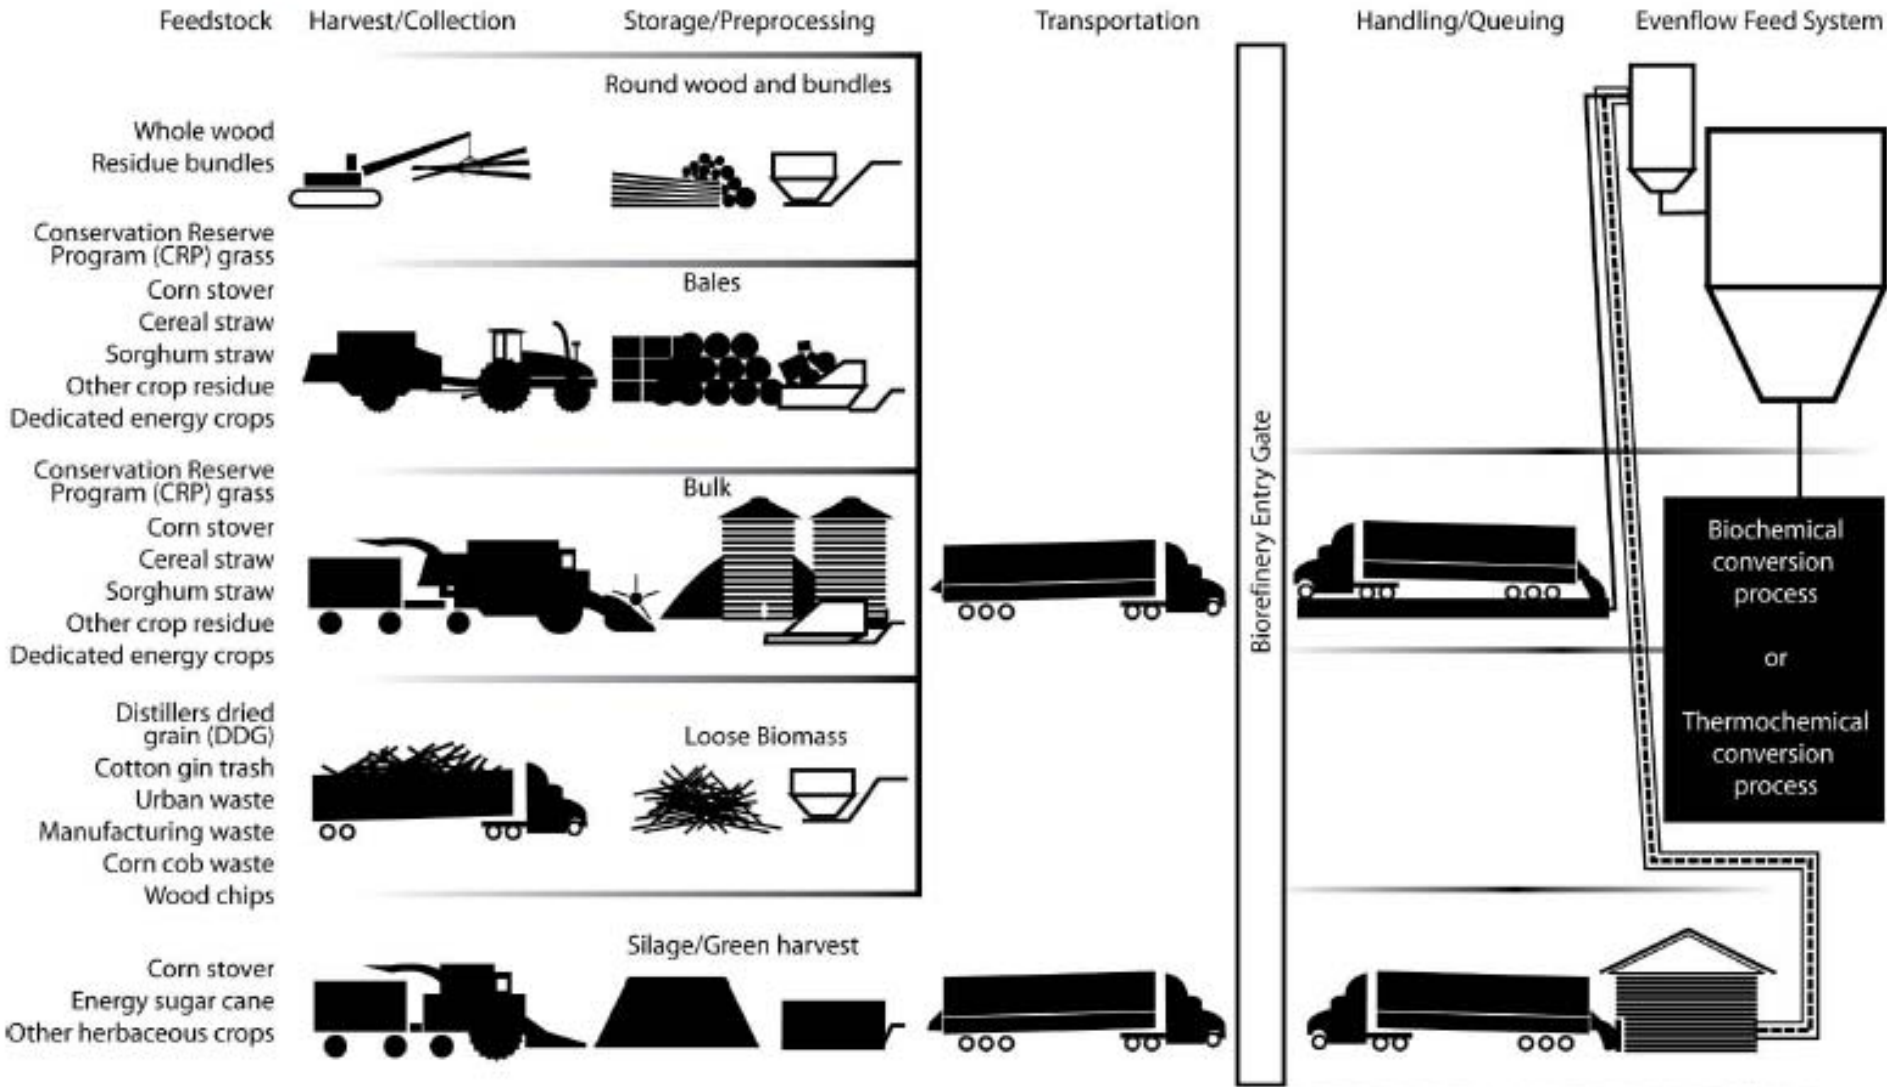 Feedstock
Harvest/Collection
Storage/Preprocessing
Transportation
Handling/Queuing
Evenflow Feed System
Round wood and bundles
Whole wood
Residue bundles
Conservation Reserve
Program (CRP) grass
Corn stover
Cereal straw
Sorghum straw
Other crop residue
Dedicated energy crops
Bales
Conservation Reserve
Program (CRP) grass
Corn stover
Cereal straw
Sorghum straw
Other crop residue
Dedicated energy crops
Bulk
Distillers dried
grain (DDG)
Cotton gin trash
Urban waste
Manufacturing waste
Corn cob waste
Wood chips
Loose Biomass
Corn stover
Energy sugar cane
Other herbaceous crops
Silage/Green harvest
Biorefinery Entry Gate
Biochemical
conversion
process
or
Thermochemical
conversion
process